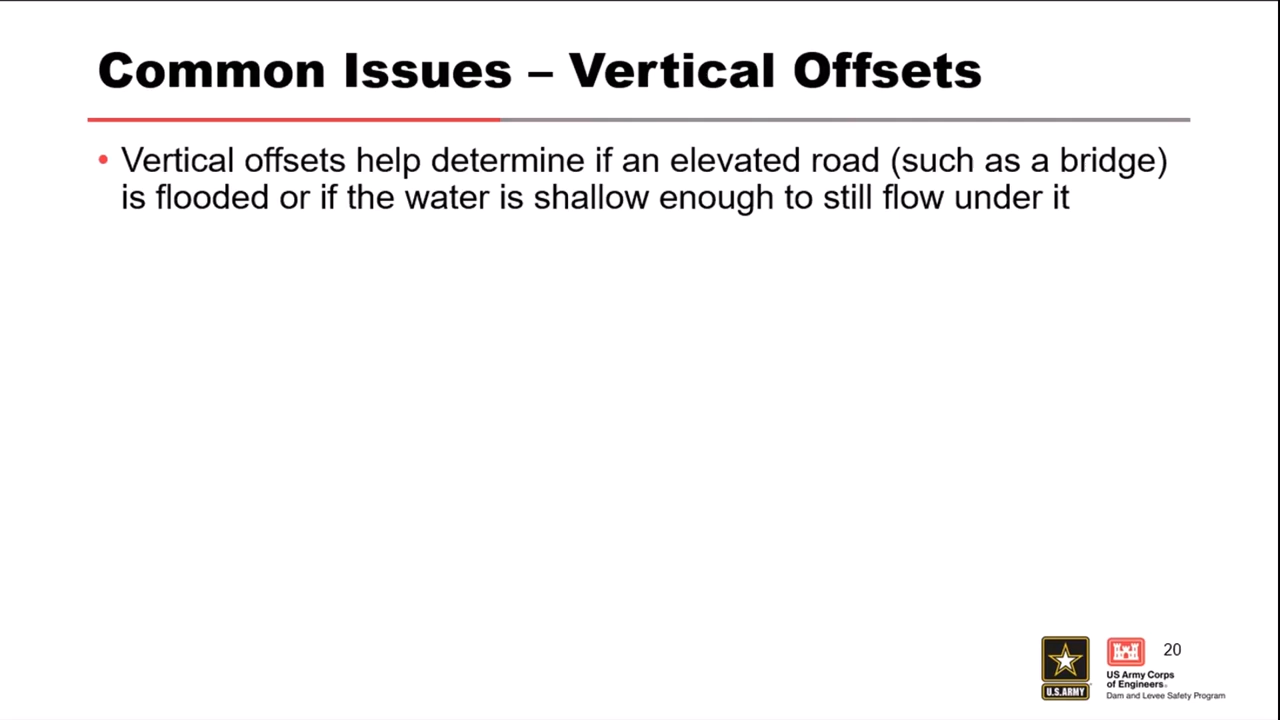 Common Issues – Vertical Offsets
• Vertical offsets help determine if an elevated road (such as a bridge)
is flooded or if the water is shallow enough to still flow under it
20
U.S.ARMY
US Army Corps
of Engineers®
Dam and Levee Safety Program